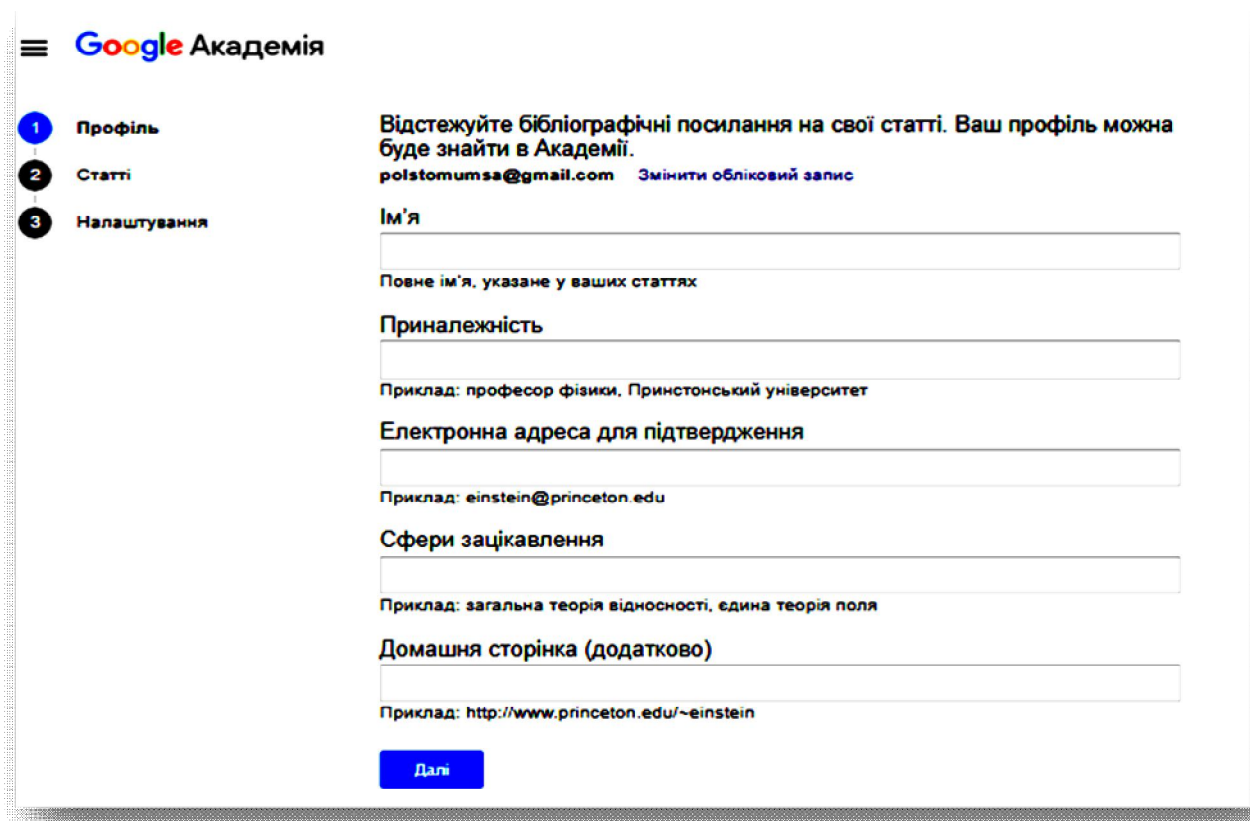 Google Академія
1 Профіль
2 Статті
3 Налаштування
Відстежуйте бібліографічні посилання на свої статті. Ваш профіль можна
буде знайти в Академії.
polstomumsa@gmail.com Змінити обліковий запис
Ім'я
Повне ім'я, указане у ваших статтях
Приналежність
Приклад: професор фізики, Принстонський університет
Електронна адреса для підтвердження
Приклад: einstein@princeton.edu
Сфери зацікавлення
Приклад: загальна теорія відносності, єдина теорія поля
Домашня сторінка (додатково)
Приклад: http://www.princeton.edu/~einstein
Далі